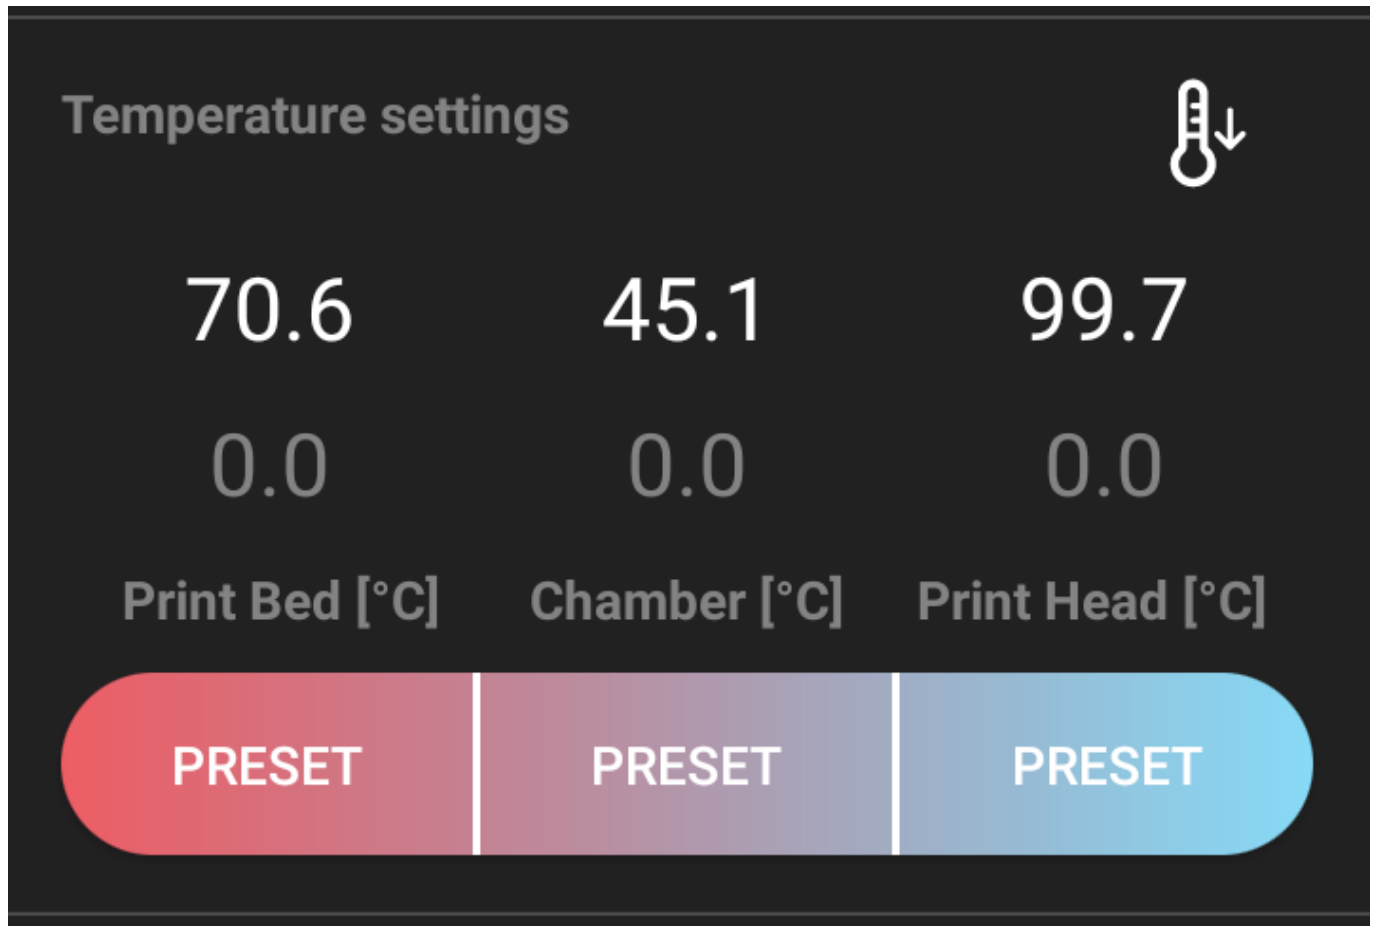 Temperature settings
70.6 45.1 99.7
0.0 0.0 0.0
Print Bed [°C] Chamber [°C] Print Head [°C]
PRESET PRESET PRESET